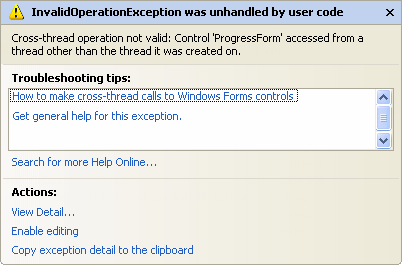 InvalidOperationException was unhandled by user code
Cross-thread operation not valid: Control 'ProgressForm' accessed from a
thread other than the thread it was created on.
Troubleshooting tips:
How to make cross-thread calls to Windows Forms controls
Get general help for this exception.
Search for more Help Online...
Actions:
View Detail...
Enable editing
Copy exception detail to the clipboard